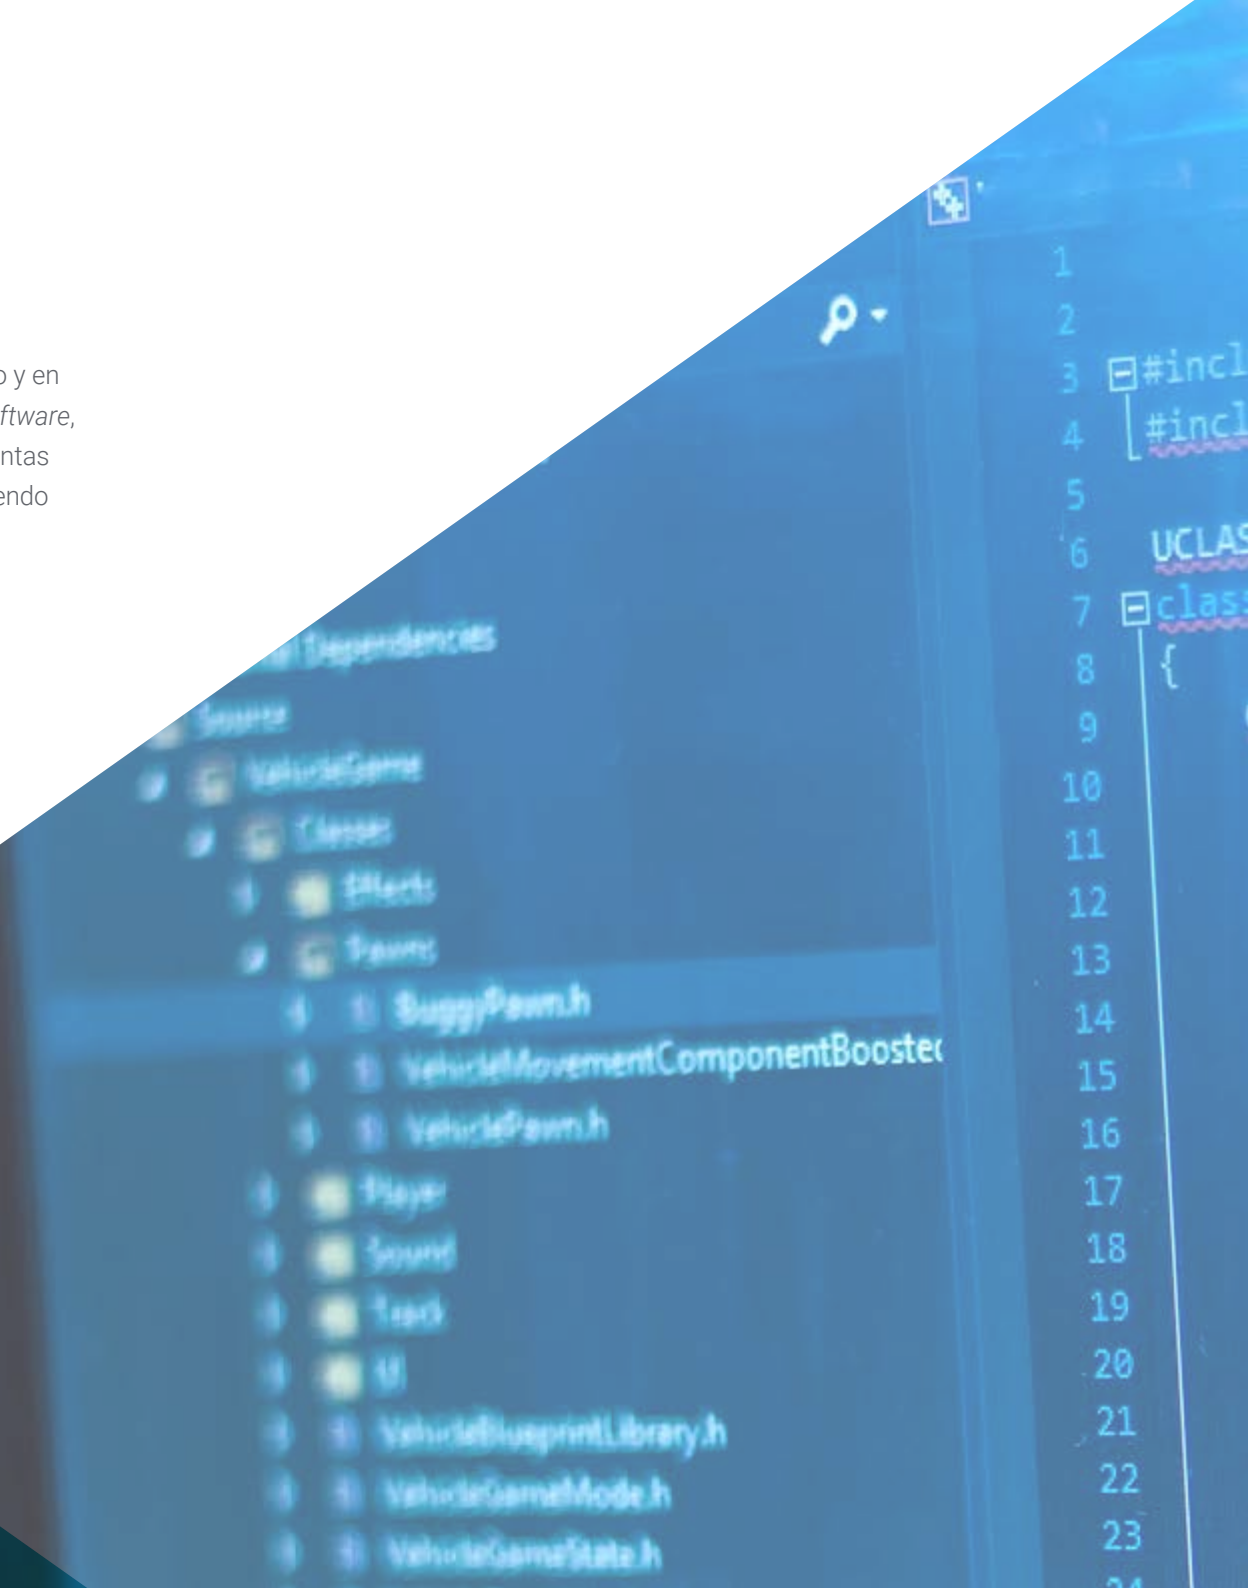 o y en
ftware,
ntas
endo
Dependencies
Source
VehicleGame
Classes
Effects
Pawns
BuggyPawn.h
VehicleMovementComponentBoosted
VehiclePawn.h
Player
Sound
Track
UI
VehicleBlueprintLibrary.h
VehicleGameMode.h
VehicleGameState.h
1
2
3 #incl
4 #incl
5
6 UCLAS
7 class
8 {
9
10
11
12
13
14
15
16
17
18
19
20
21
22
23
24